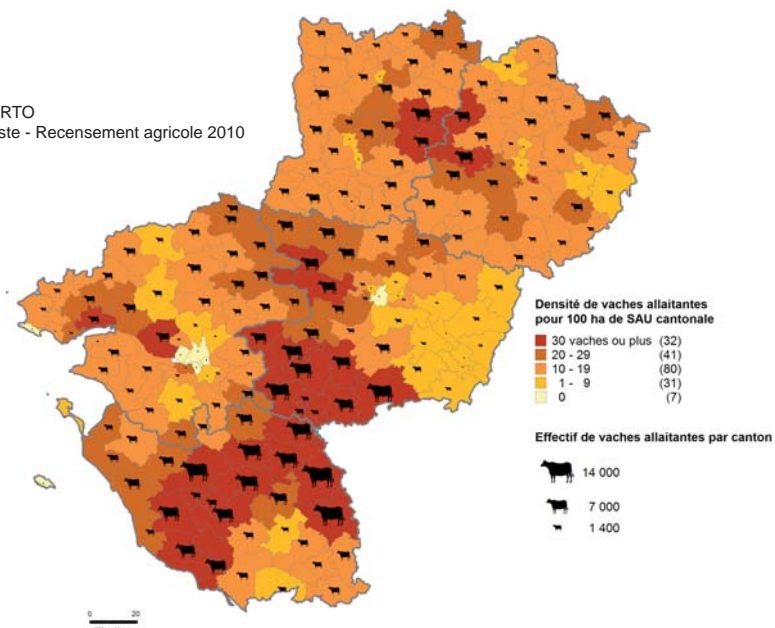 RTO
ste - Recensement agricole 2010
Densité de vaches allaitantes
pour 100 ha de SAU cantonale
30 vaches ou plus (32)
20 - 29 (41)
10 - 19 (80)
1 - 9 (31)
0 (7)
Effectif de vaches allaitantes par canton
14 000
7 000
1 400
0 20